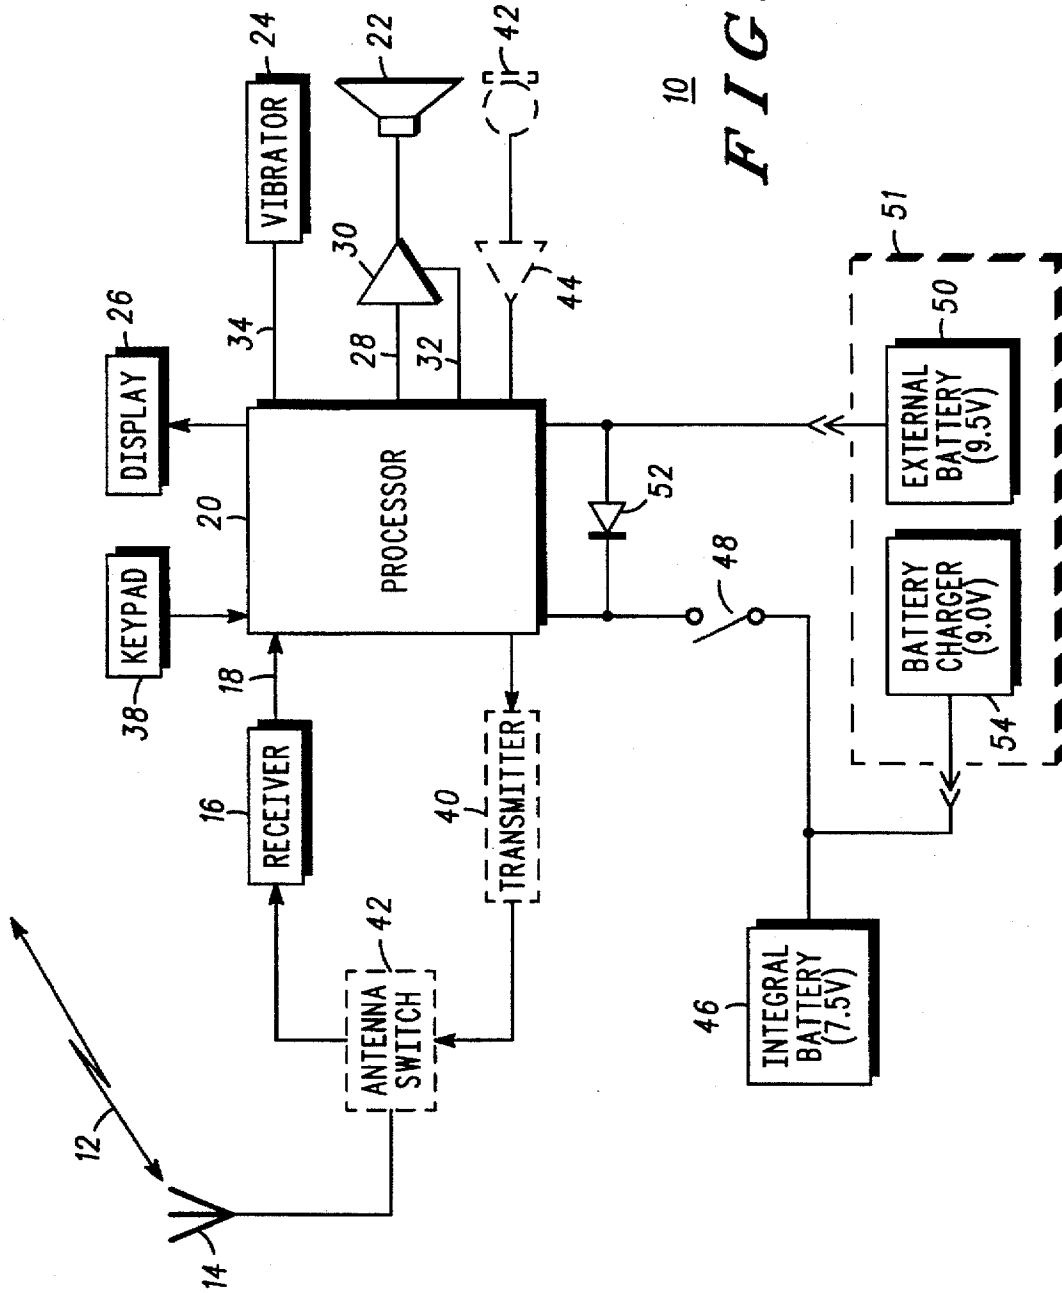 12
14
ANTENNA
SWITCH
42
16
RECEIVER
18
38
KEYPAD
DISPLAY
26
20
PROCESSOR
34
VIBRATOR
24
28
30
22
32
44
42
40
TRANSMITTER
52
48
46
INTEGRAL
BATTERY
(7.5V)
BATTERY
CHARGER
(9.0V)
54
EXTERNAL
BATTERY
(9.5V)
50
51
10
FIG